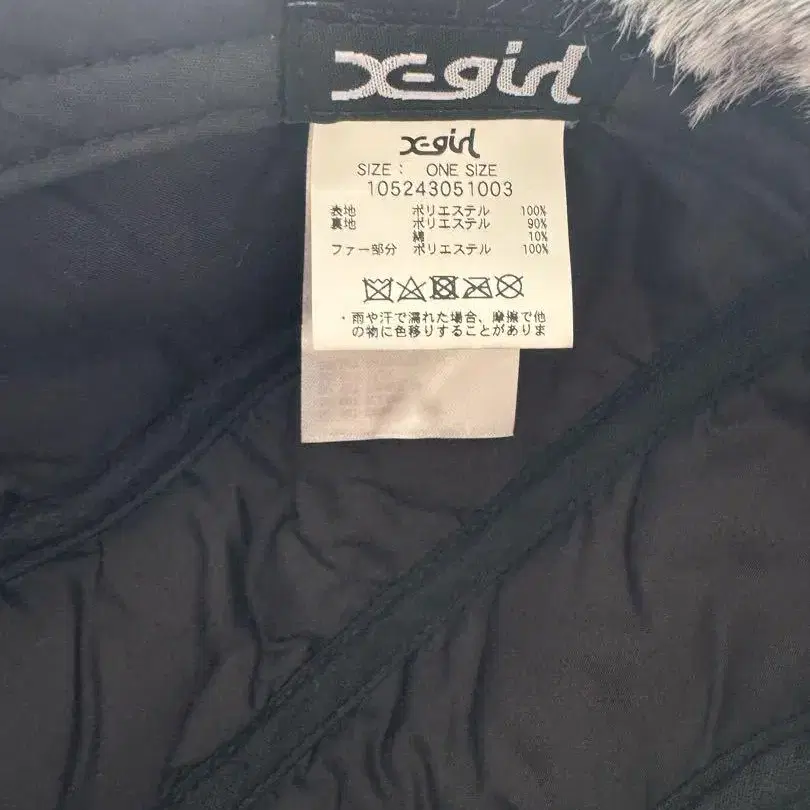 X-girl
X-girl
SIZE： ONE SIZE
105243051003
表地 ポリエステル 100%
裏地 ポリエステル 90%
綿 10%
ファー部分 ポリエステル 100%
・雨や汗で濡れた場合、摩擦で他
の物に色移りすることがありま